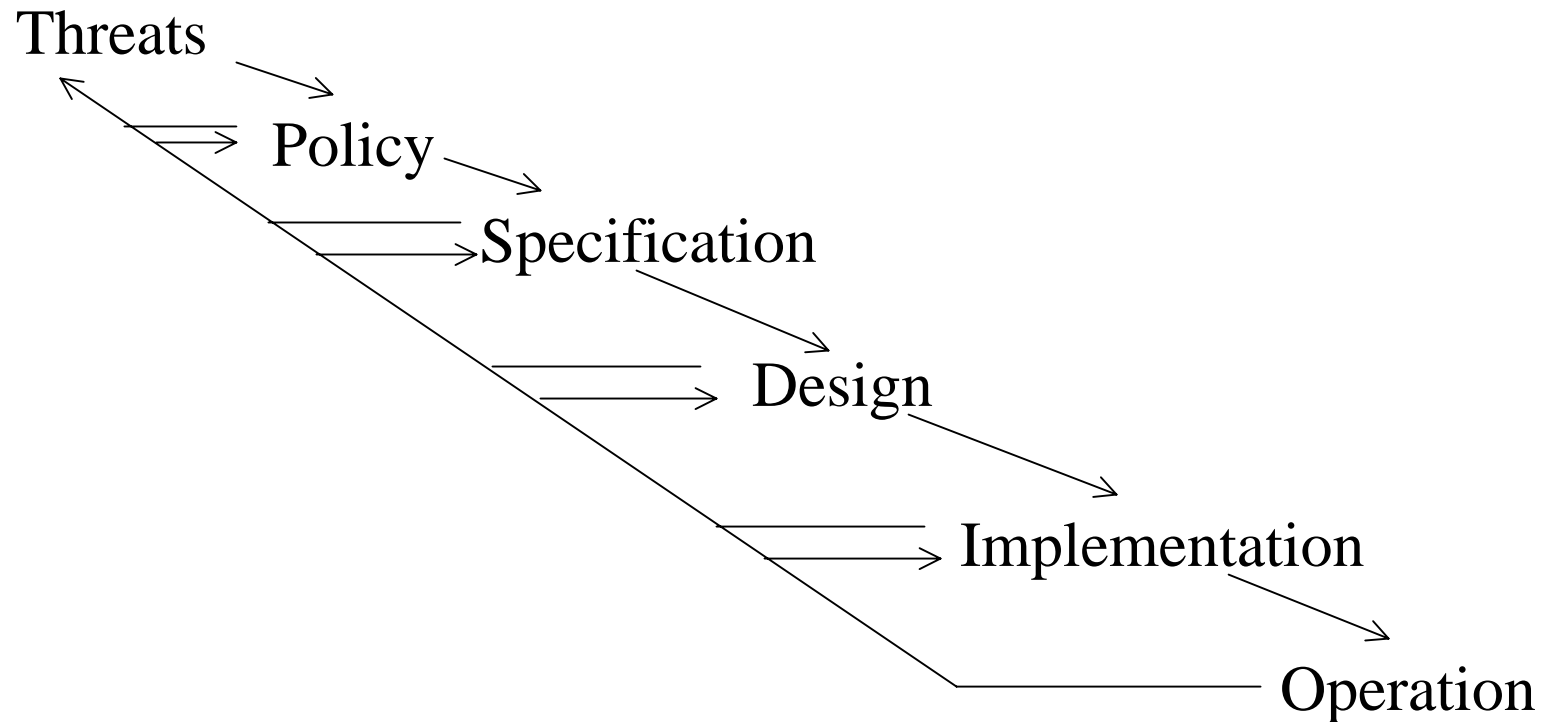 Threats
Policy
Specification
Design
Implementation
Operation